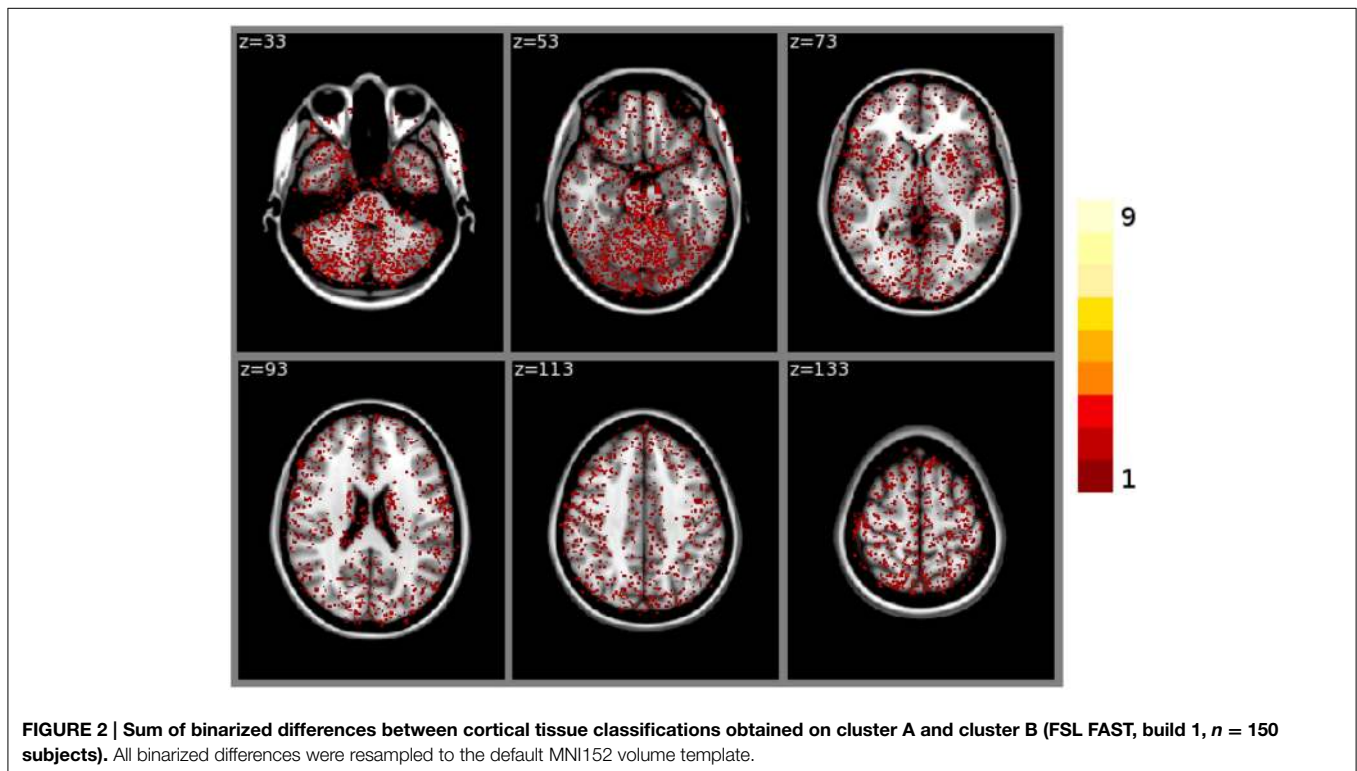 z=33
z=53
z=73
z=93
z=113
z=133
9
1
FIGURE 2 | Sum of binarized differences between cortical tissue classifications obtained on cluster A and cluster B (FSL FAST, build 1, n = 150
subjects). All binarized differences were resampled to the default MNI152 volume template.